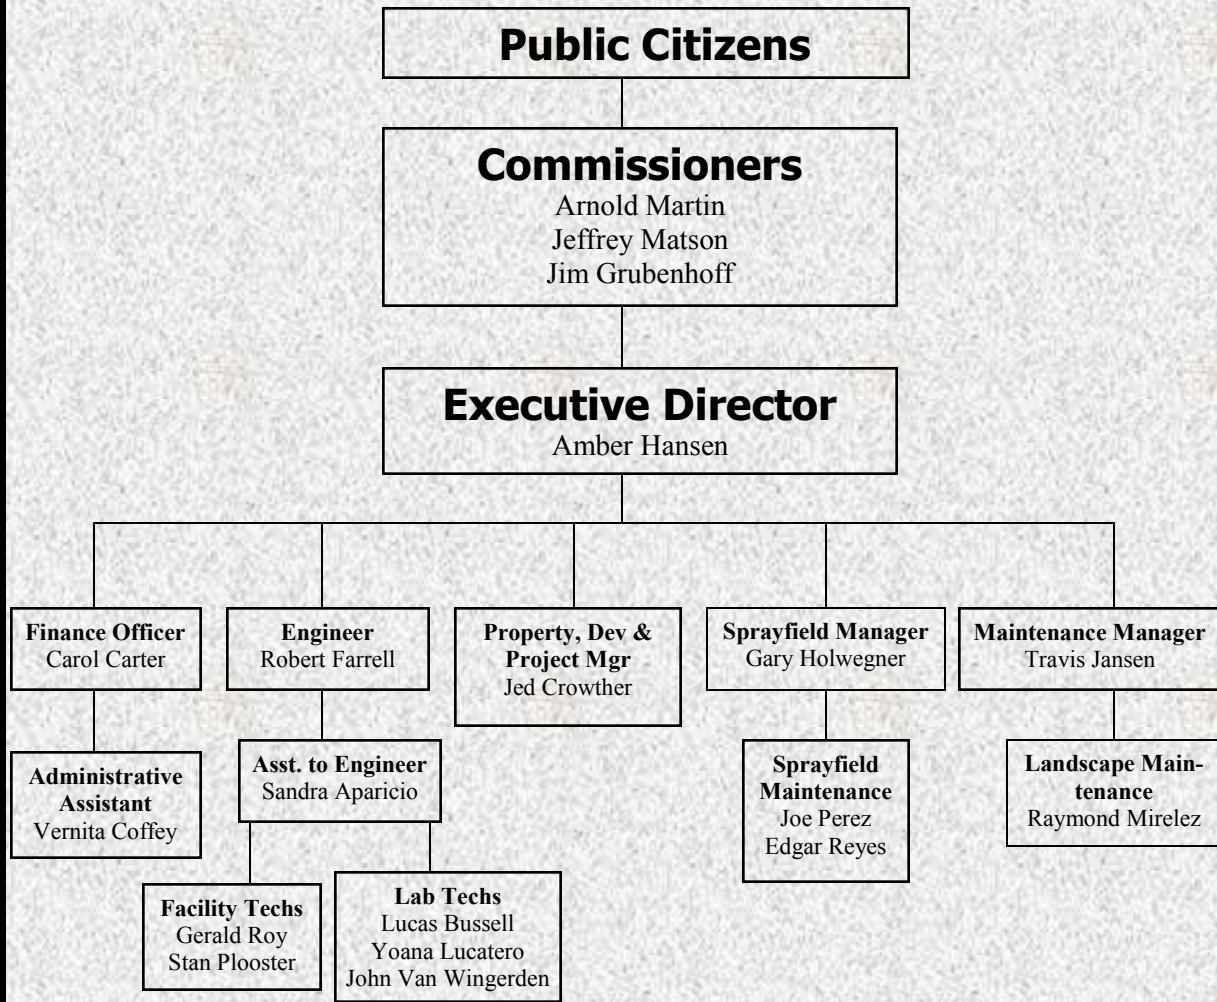 Public Citizens
Commissioners
Arnold Martin
Jeffrey Matson
Jim Grubenhoff
Executive Director
Amber Hansen
Finance Officer
Carol Carter
Engineer
Robert Farrell
Property, Dev &
Project Mgr
Jed Crowther
Sprayfield Manager
Gary Holwegner
Maintenance Manager
Travis Jansen
Administrative
Assistant
Vernita Coffey
Asst. to Engineer
Sandra Aparicio
Sprayfield
Maintenance
Joe Perez
Edgar Reyes
Landscape Main-
tenance
Raymond Mirelez
Facility Techs
Gerald Roy
Stan Plooster
Lab Techs
Lucas Bussell
Yoana Lucatero
John Van Wingerden